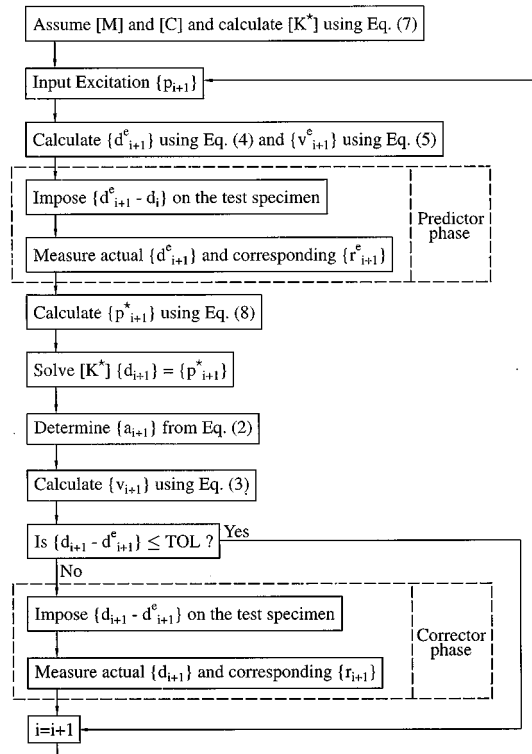 Assume [M] and [C] and calculate [K*] using Eq. (7)
Input Excitation {p_{i+1}}
Calculate {d^e_{i+1}} using Eq. (4) and {v^e_{i+1}} using Eq. (5)
Impose {d^e_{i+1} - d_i} on the test specimen
Measure actual {d^e_{i+1}} and corresponding {r^e_{i+1}}
Predictor
phase
Calculate {p*_{i+1}} using Eq. (8)
Solve [K*] {d_{i+1}} = {p*_{i+1}}
Determine {a_{i+1}} from Eq. (2)
Calculate {v_{i+1}} using Eq. (3)
Is {d_{i+1} - d^e_{i+1}} ≤ TOL ?
Yes
No
Impose {d_{i+1} - d^e_{i+1}} on the test specimen
Measure actual {d_{i+1}} and corresponding {r_{i+1}}
Corrector
phase
i=i+1